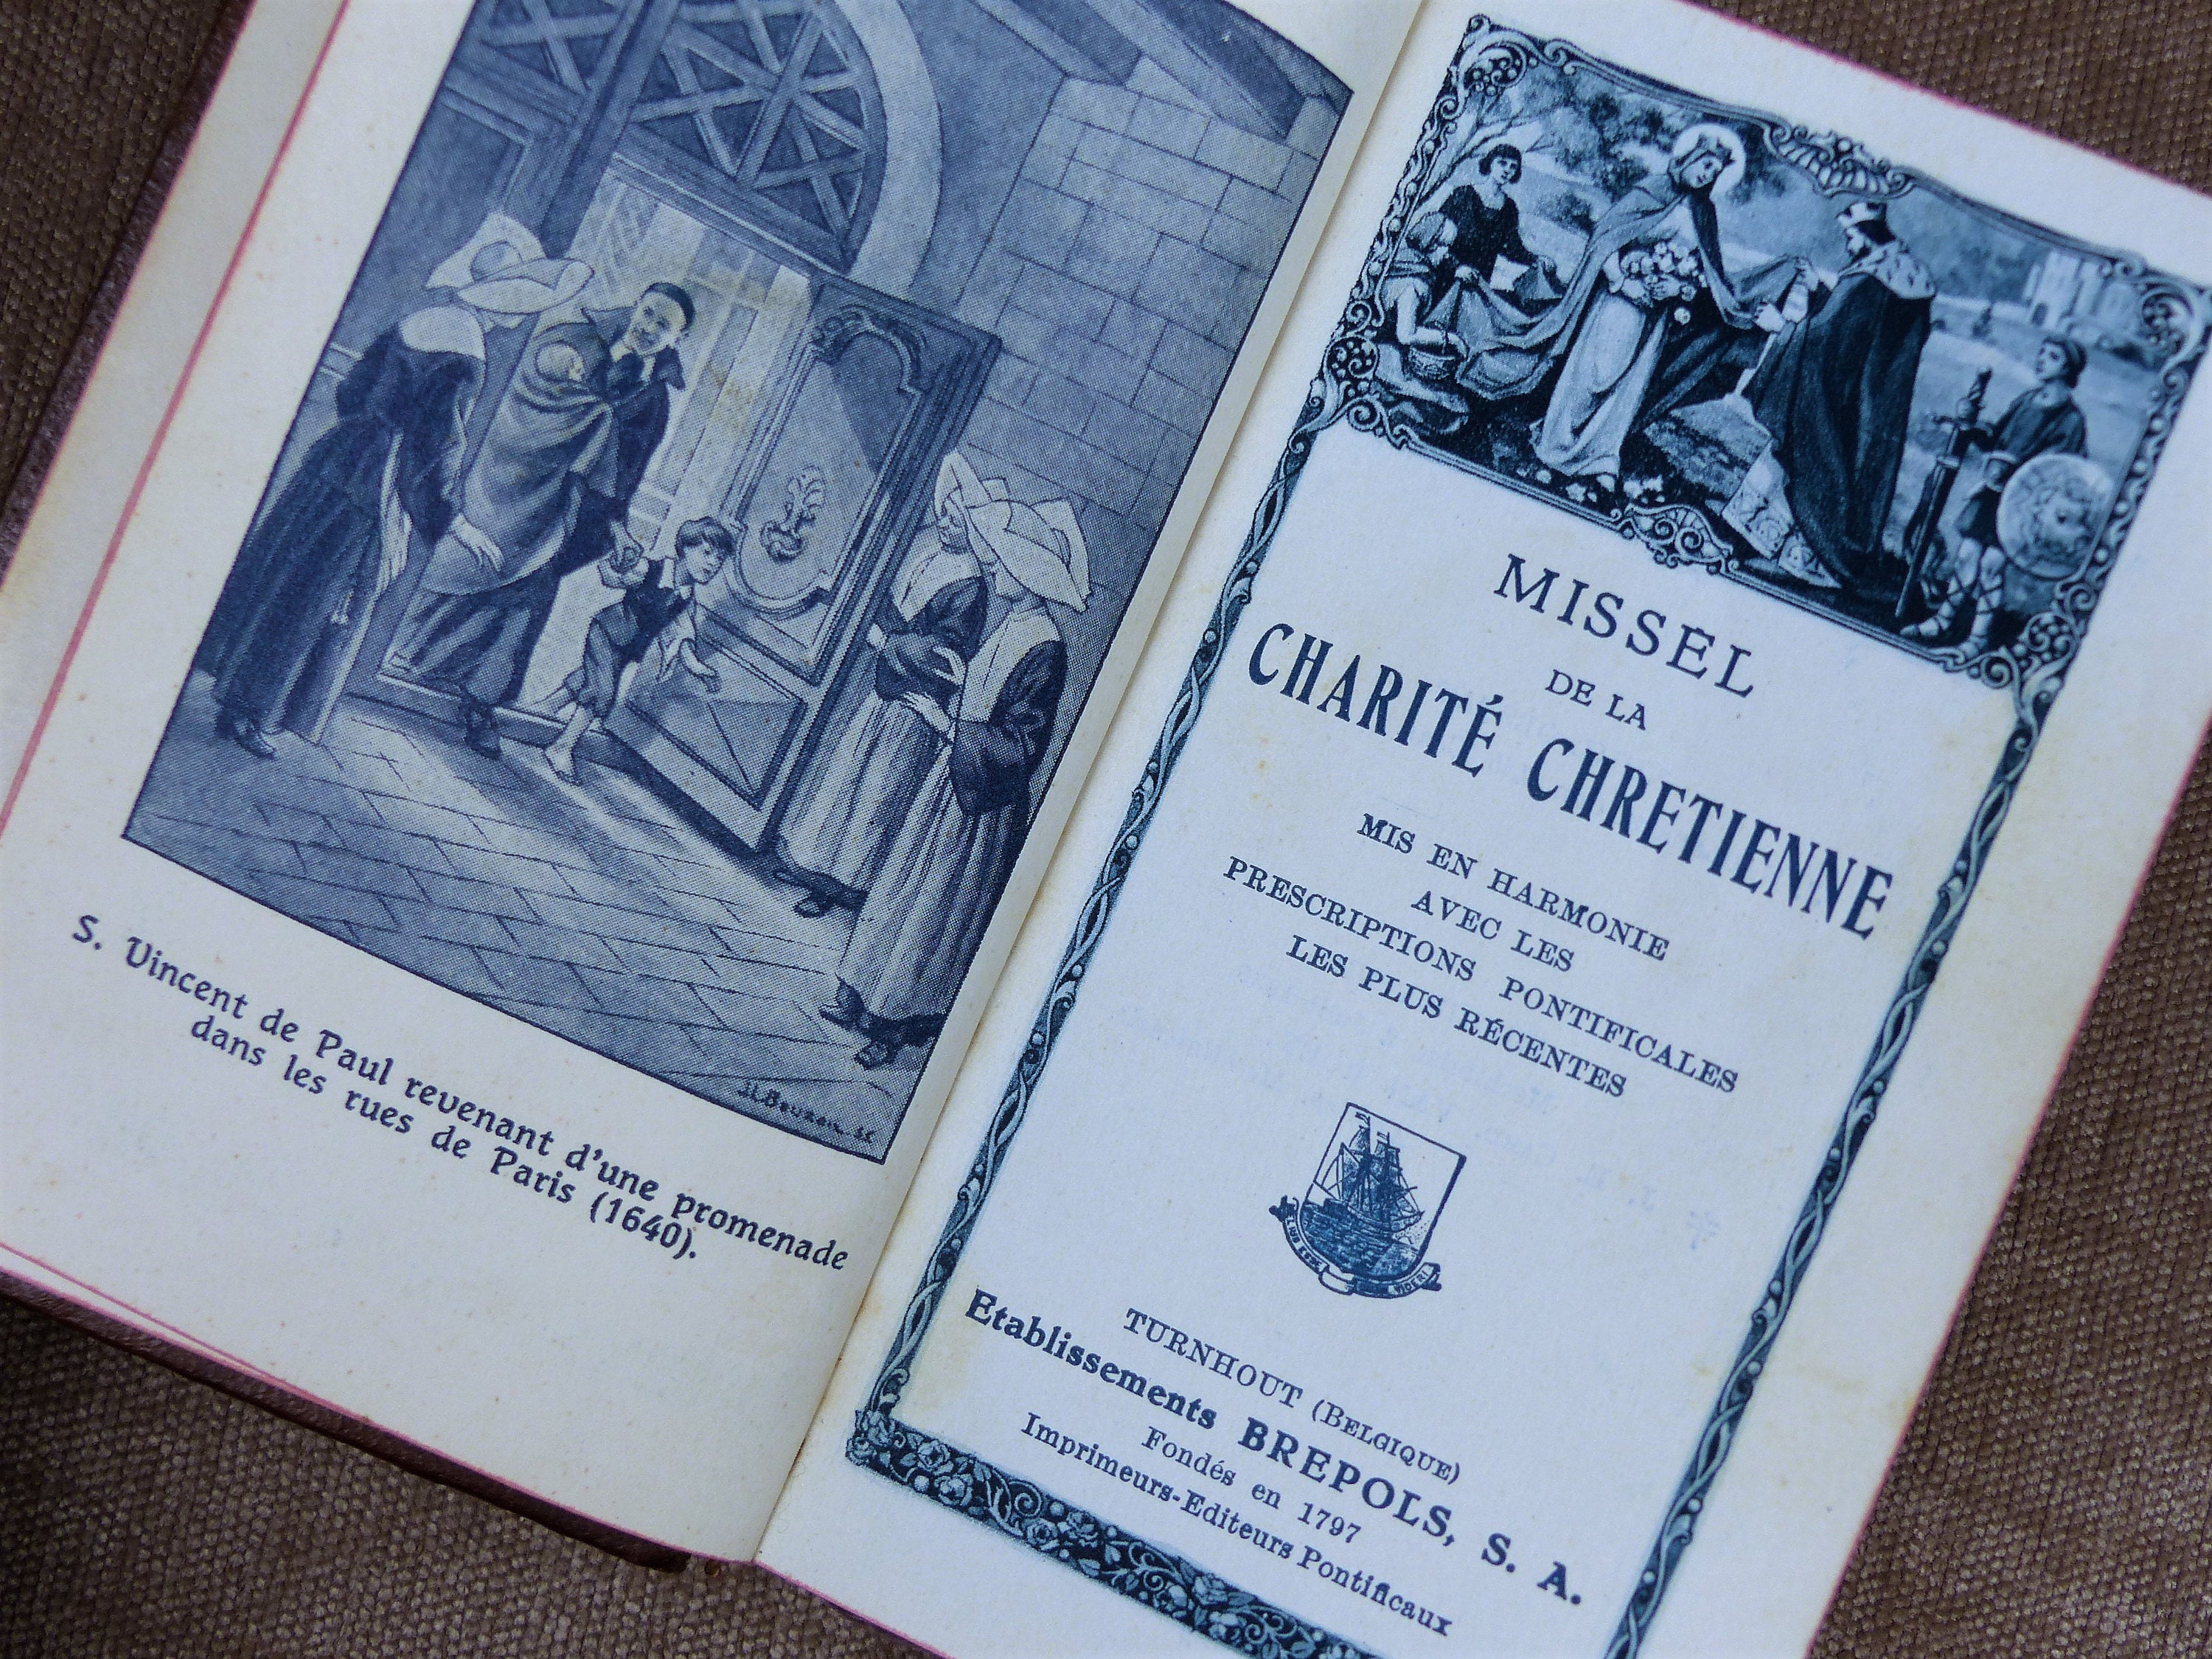 S. Vincent de Paul revenant d'une promenade
dans les rues de Paris (1640).
MISSEL
DE LA
CHARITÉ CHRETIENNE
MIS EN HARMONIE
AVEC LES
PRESCRIPTIONS PONTIFICALES
LES PLUS RÉCENTES
TURNHOUT (BELGIQUE)
Etablissements BREPOLS, S. A.
Fondés en 1797
Imprimeurs-Editeurs Pontificaux